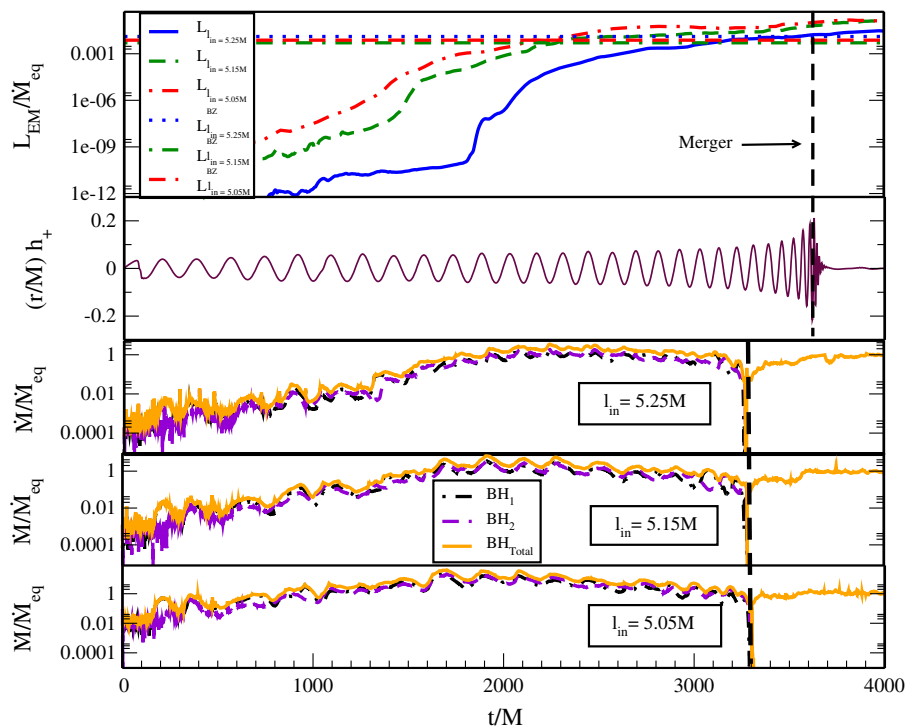 L_EM/Ṁ_eq
0.001
1e-06
1e-09
1e-12
L_{l_in = 5.25M}
L_{l_in = 5.15M}
L_{l_in = 5.05M}
L^{BZ}_{l_in = 5.25M}
L^{BZ}_{l_in = 5.15M}
L^{BZ}_{l_in = 5.05M}
Merger
(r/M) h_+
0.2
0
-0.2
Ṁ/Ṁ_eq
1
0.01
0.0001
l_in = 5.25M
Ṁ/Ṁ_eq
1
0.01
0.0001
BH_1
BH_2
BH_Total
l_in = 5.15M
Ṁ/Ṁ_eq
1
0.01
0.0001
l_in = 5.05M
0 1000 2000 3000 4000
t/M